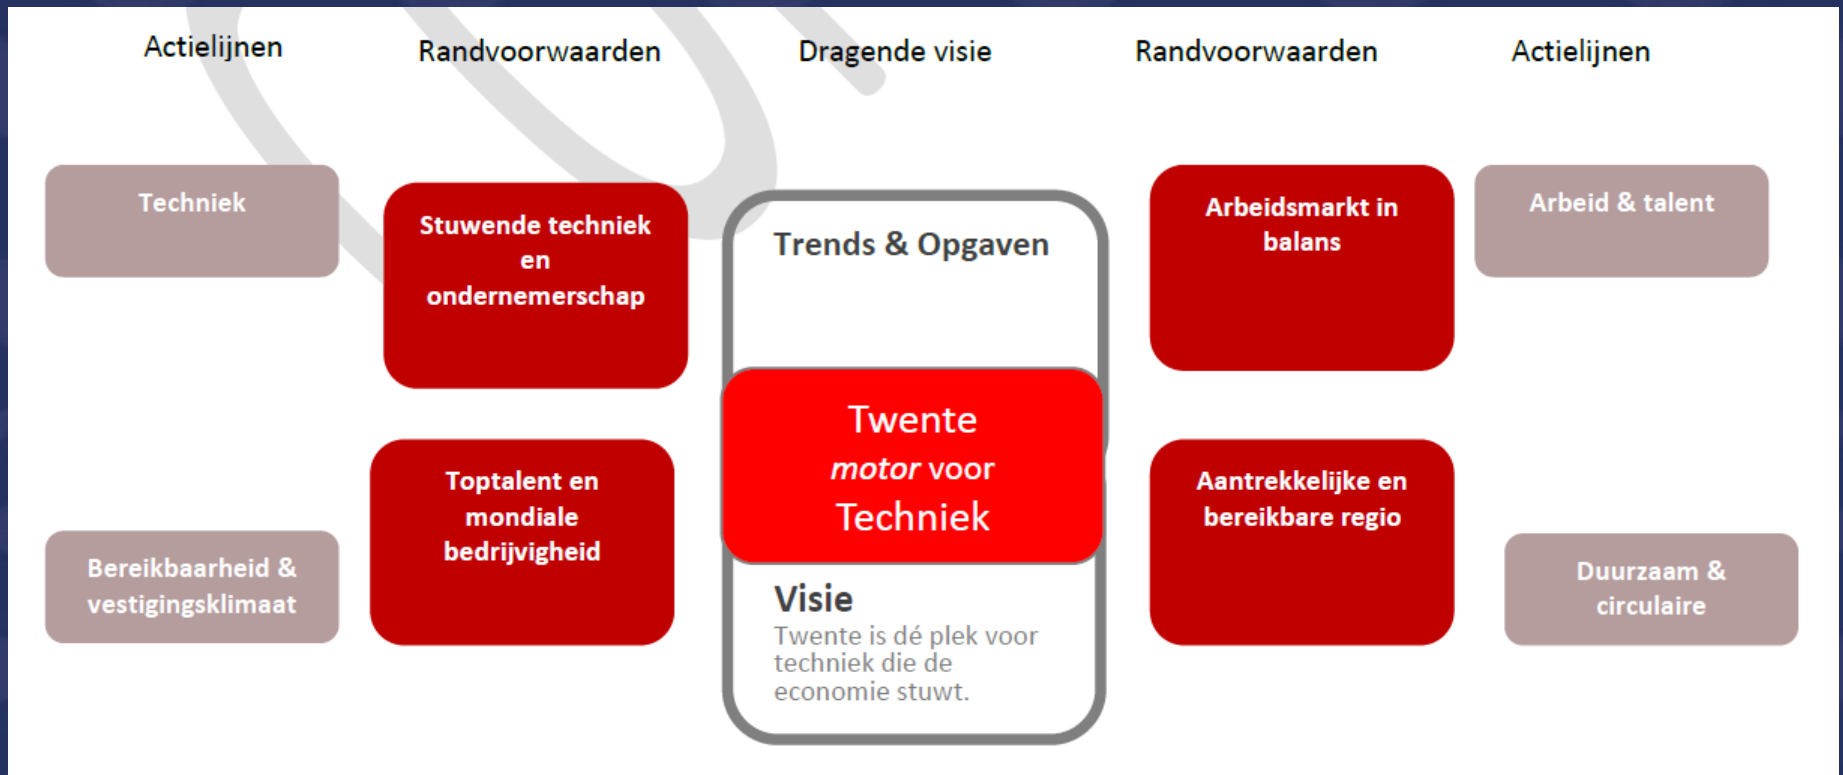 Actielijnen
Randvoorwaarden
Dragende visie
Randvoorwaarden
Actielijnen
Techniek
Stuwende techniek
en
ondernemerschap
Trends & Opgaven
Arbeidsmarkt in
balans
Arbeid & talent
Twente
motor voor
Techniek
Toptalent en
mondiale
bedrijvigheid
Aantrekkelijke en
bereikbare regio
Bereikbaarheid &
vestigingsklimaat
Duurzaam &
circulaire
Visie
Twente is dé plek voor
techniek die de
economie stuwt.